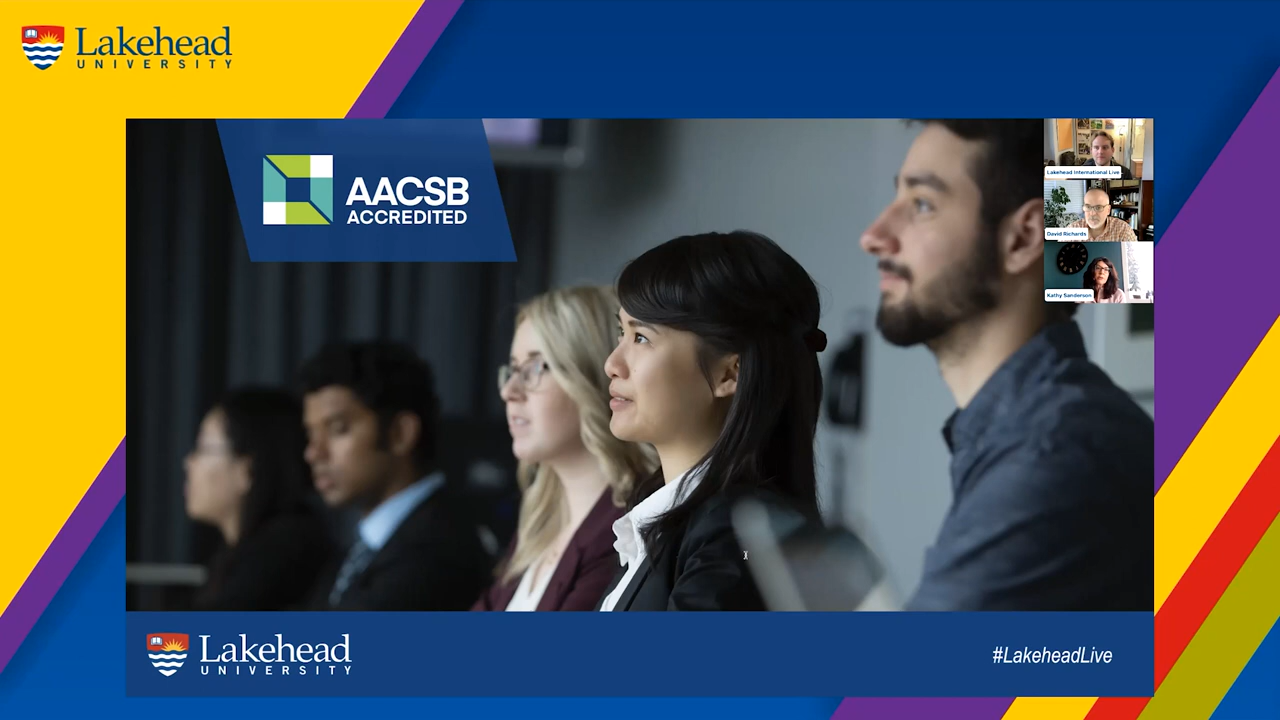 Lakehead
UNIVERSITY
AACSB
ACCREDITED
Lakehead International Live
David Richards
Kathy Sanderson
Lakehead
UNIVERSITY
#LakeheadLive